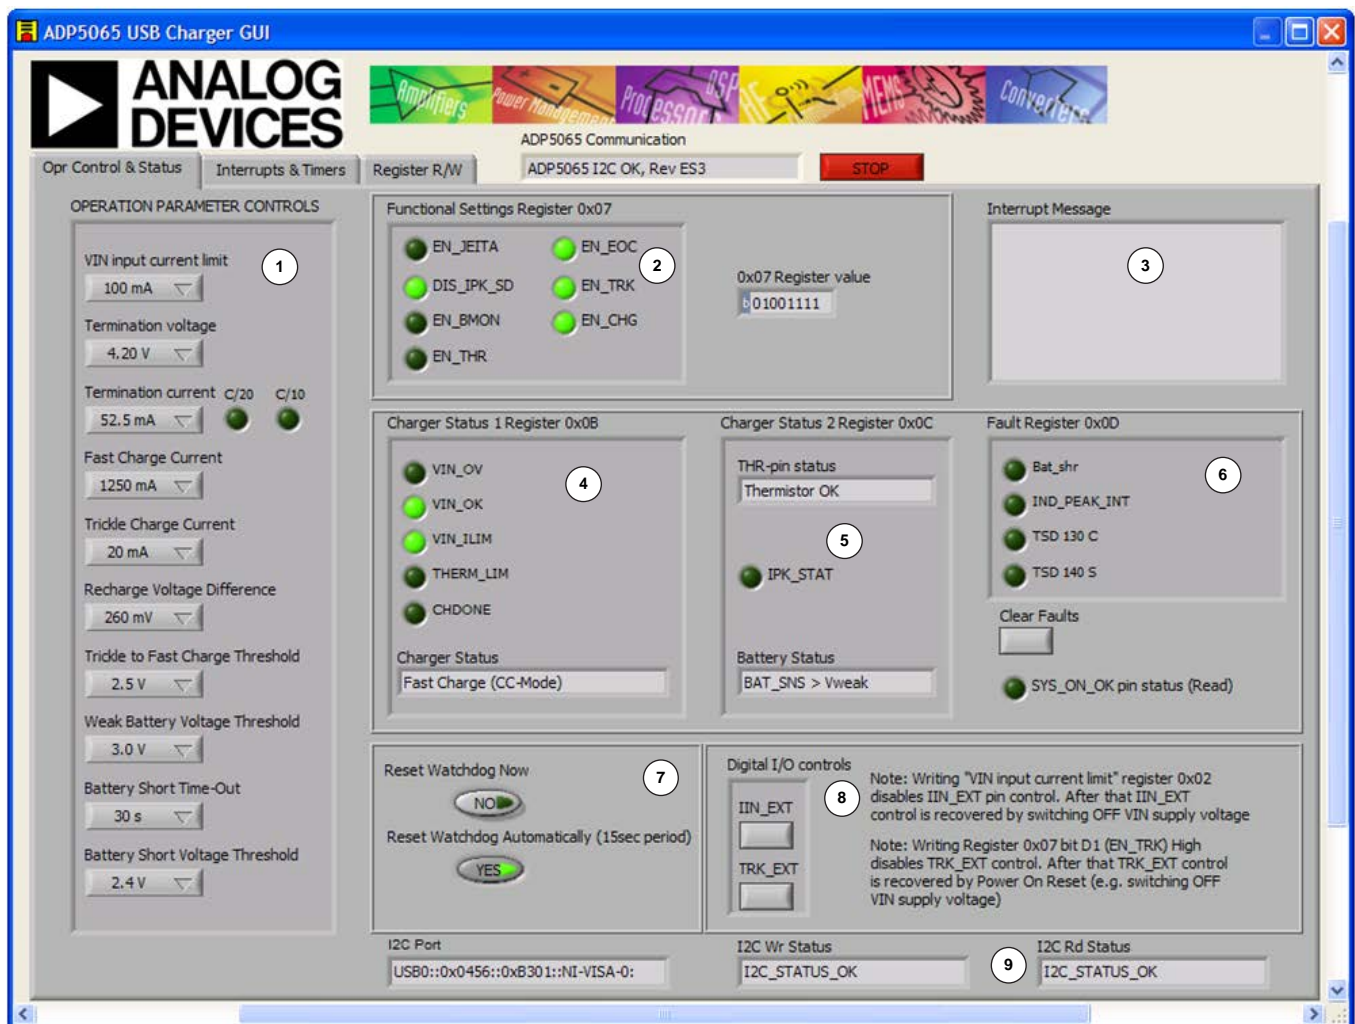 ADP5065 USB Charger GUI
ANALOG
DEVICES
Amplifiers
Power Management
Processors DSP
RF
MEMS
Converters
ADP5065 Communication
ADP5065 I2C OK, Rev ES3
STOP
Opr Control & Status
Interrupts & Timers
Register R/W
OPERATION PARAMETER CONTROLS
1
VIN input current limit
100 mA
Termination voltage
4.20 V
Termination current C/20 C/10
52.5 mA
Fast Charge Current
1250 mA
Trickle Charge Current
20 mA
Recharge Voltage Difference
260 mV
Trickle to Fast Charge Threshold
2.5 V
Weak Battery Voltage Threshold
3.0 V
Battery Short Time-Out
30 s
Battery Short Voltage Threshold
2.4 V
Functional Settings Register 0x07
EN_JEITA
EN_EOC
2
DIS_IPK_SD
EN_TRK
EN_BMON
EN_CHG
EN_THR
0x07 Register value
b 01001111
Interrupt Message
3
Charger Status 1 Register 0x0B
VIN_OV
4
VIN_OK
VIN_ILIM
THERM_LIM
CHDONE
Charger Status
Fast Charge (CC-Mode)
Charger Status 2 Register 0x0C
THR-pin status
Thermistor OK
5
IPK_STAT
Battery Status
BAT_SNS > Vweak
Fault Register 0x0D
Bat_shr
6
IND_PEAK_INT
TSD 130 C
TSD 140 S
Clear Faults
SYS_ON_OK pin status (Read)
Reset Watchdog Now
7
NO
Reset Watchdog Automatically (15sec period)
YES
Digital I/O controls
8
IIN_EXT
TRK_EXT
Note: Writing "VIN input current limit" register 0x02
disables IIN_EXT pin control. After that IIN_EXT
control is recovered by switching OFF VIN supply voltage
Note: Writing Register 0x07 bit D1 (EN_TRK) High
disables TRK_EXT control. After that TRK_EXT control
is recovered by Power On Reset (e.g. switching OFF
VIN supply voltage)
I2C Port
USB0::0x0456::0xB301::NI-VISA-0:
I2C Wr Status
I2C_STATUS_OK
9
I2C Rd Status
I2C_STATUS_OK